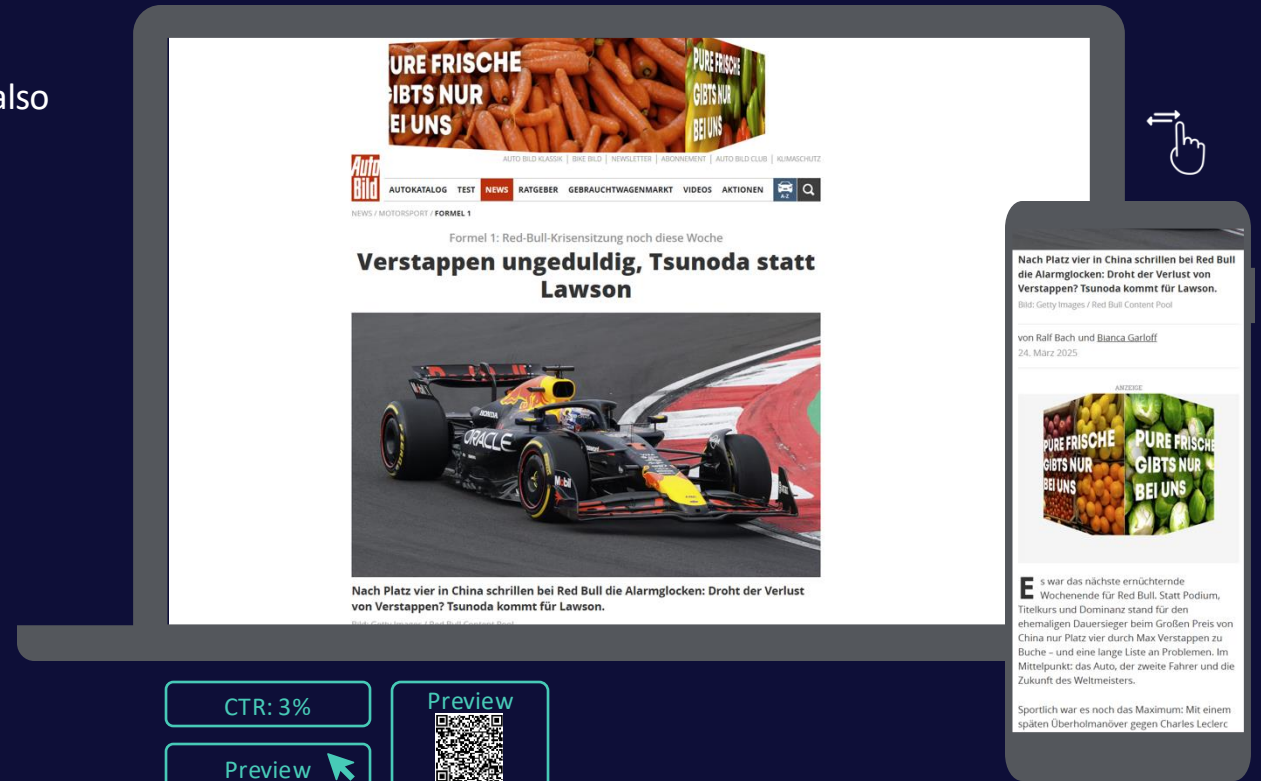 also
URE FRISCHE
IBTS NUR
EI UNS
PURE FRISCHE
GIBTS NUR
BEI UNS
AUTO BILD KLASSIK | BIKE BILD | NEWSLETTER | ABONNEMENT | AUTO BILD CLUB | KLIMASCHUTZ
Auto
Bild
AUTOKATALOG TEST NEWS RATGEBER GEBRAUCHTWAGENMARKT VIDEOS AKTIONEN
A-Z
NEWS / MOTORSPORT / FORMEL 1
Formel 1: Red-Bull-Krisensitzung noch diese Woche
Verstappen ungeduldig, Tsunoda statt
Lawson
HONDA
ORACLE
Mobil
Nach Platz vier in China schrillen bei Red Bull die Alarmglocken: Droht der Verlust
von Verstappen? Tsunoda kommt für Lawson.
Bild: Getty Images / Red Bull Content Pool
CTR: 3%
Preview
Preview
Nach Platz vier in China schrillen bei Red Bull
die Alarmglocken: Droht der Verlust von
Verstappen? Tsunoda kommt für Lawson.
Bild: Getty Images / Red Bull Content Pool
von Ralf Bach und Bianca Garloff
24. März 2025
ANZEIGE
PURE FRISCHE
GIBTS NUR
BEI UNS
PURE FRISCHE
GIBTS NUR
BEI UNS
Es war das nächste ernüchternde
Wochenende für Red Bull. Statt Podium,
Titelkurs und Dominanz stand für den
ehemaligen Dauersieger beim Großen Preis von
China nur Platz vier durch Max Verstappen zu
Buche – und eine lange Liste an Problemen. Im
Mittelpunkt: das Auto, der zweite Fahrer und die
Zukunft des Weltmeisters.
Sportlich war es noch das Maximum: Mit einem
späten Überholmanöver gegen Charles Leclerc